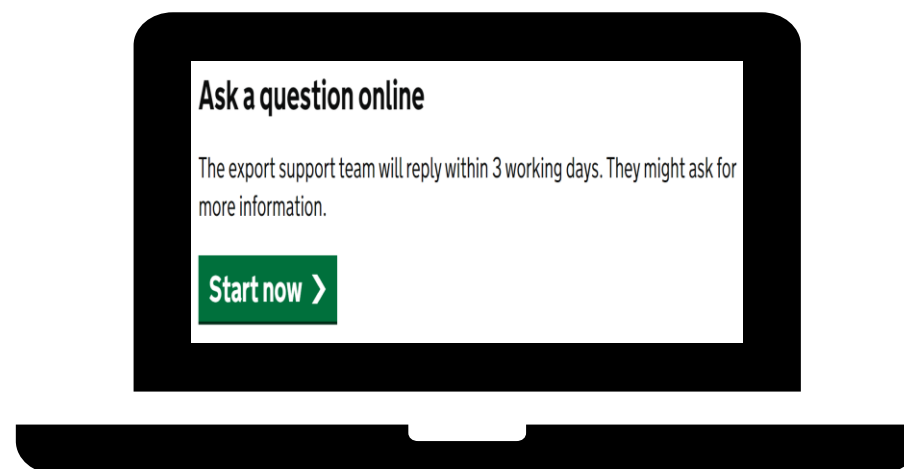 Ask a question online
The export support team will reply within 3 working days. They might ask for
more information.
Start now ❯